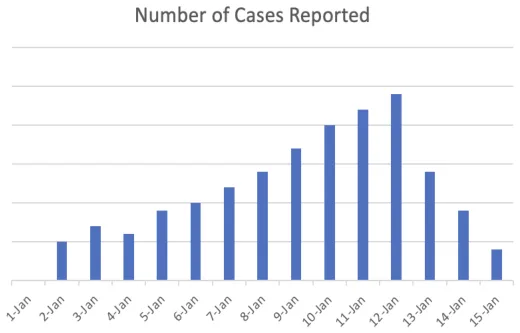 Number of Cases Reported
1-Jan
2-Jan
3-Jan
4-Jan
5-Jan
6-Jan
7-Jan
8-Jan
9-Jan
10-Jan
11-Jan
12-Jan
13-Jan
14-Jan
15-Jan